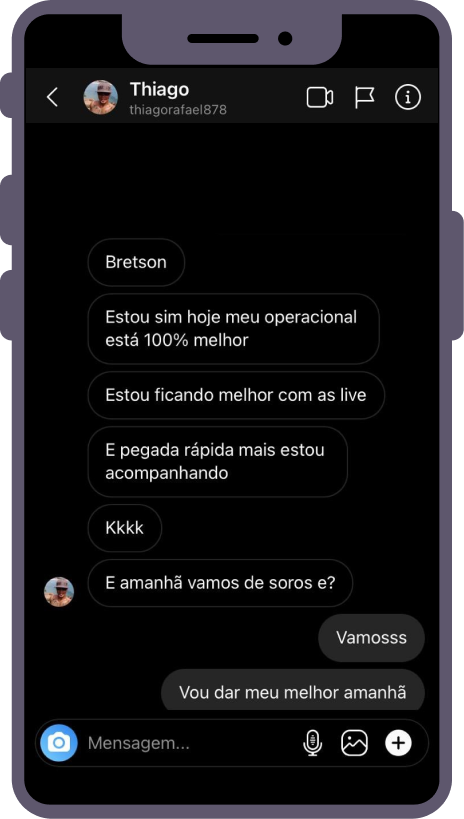 Thiago
thiagorafael878
Bretson
Estou sim hoje meu operacional
está 100% melhor
Estou ficando melhor com as live
E pegada rápida mais estou
acompanhando
Kkkk
E amanhã vamos de soros e?
Vamosss
Vou dar meu melhor amanhã
Mensagem...